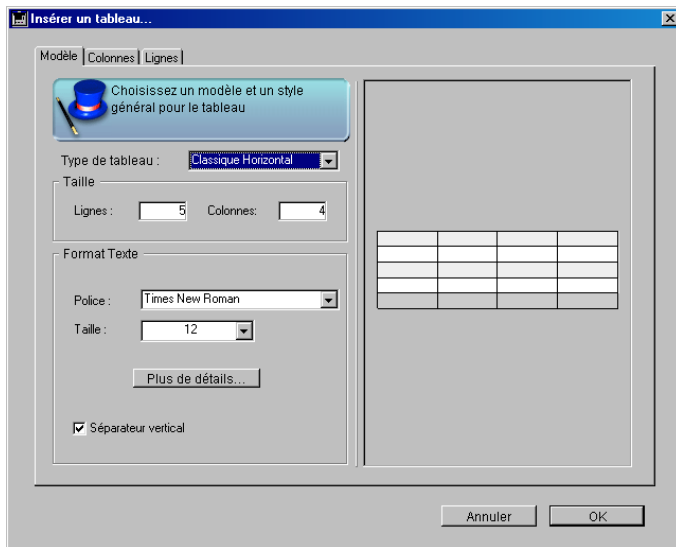 Insérer un tableau...
Modèle
Colonnes
Lignes
Choisissez un modèle et un style
général pour le tableau
Type de tableau :
Classique Horizontal
Taille
Lignes :
5
Colonnes:
4
Format Texte
Police :
Times New Roman
Taille :
12
Plus de détails...
Séparateur vertical
Annuler
OK